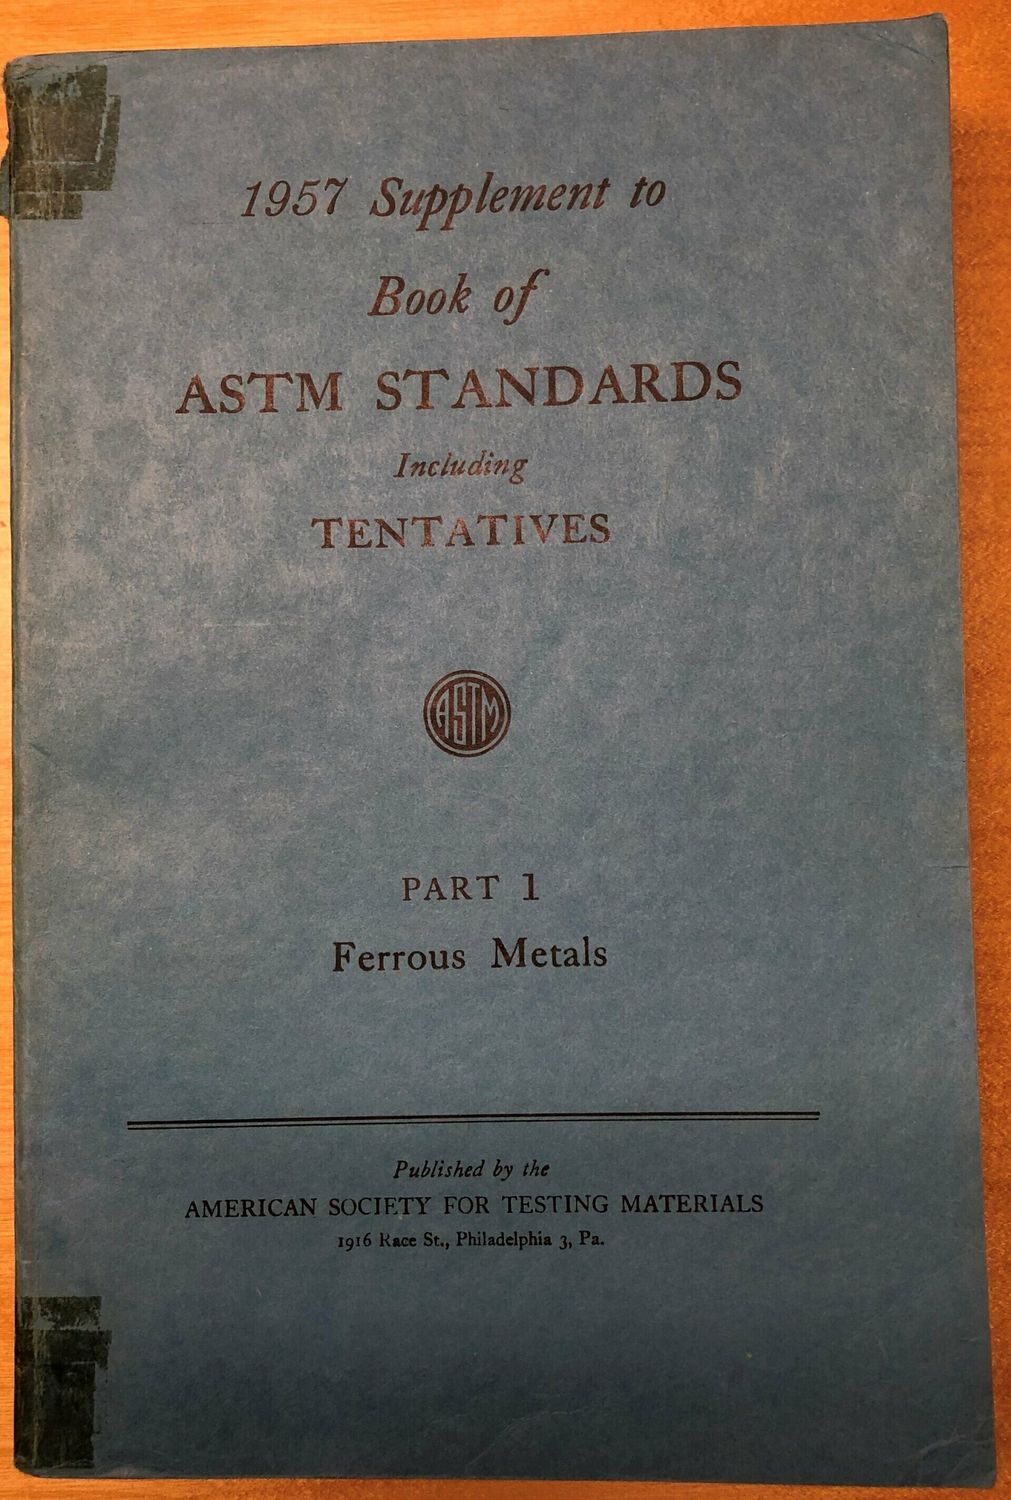 1957 Supplement to
Book of
ASTM STANDARDS
Including
TENTATIVES
ASTM
PART 1
Ferrous Metals
Published by the
AMERICAN SOCIETY FOR TESTING MATERIALS
1916 Race St., Philadelphia 3, Pa.